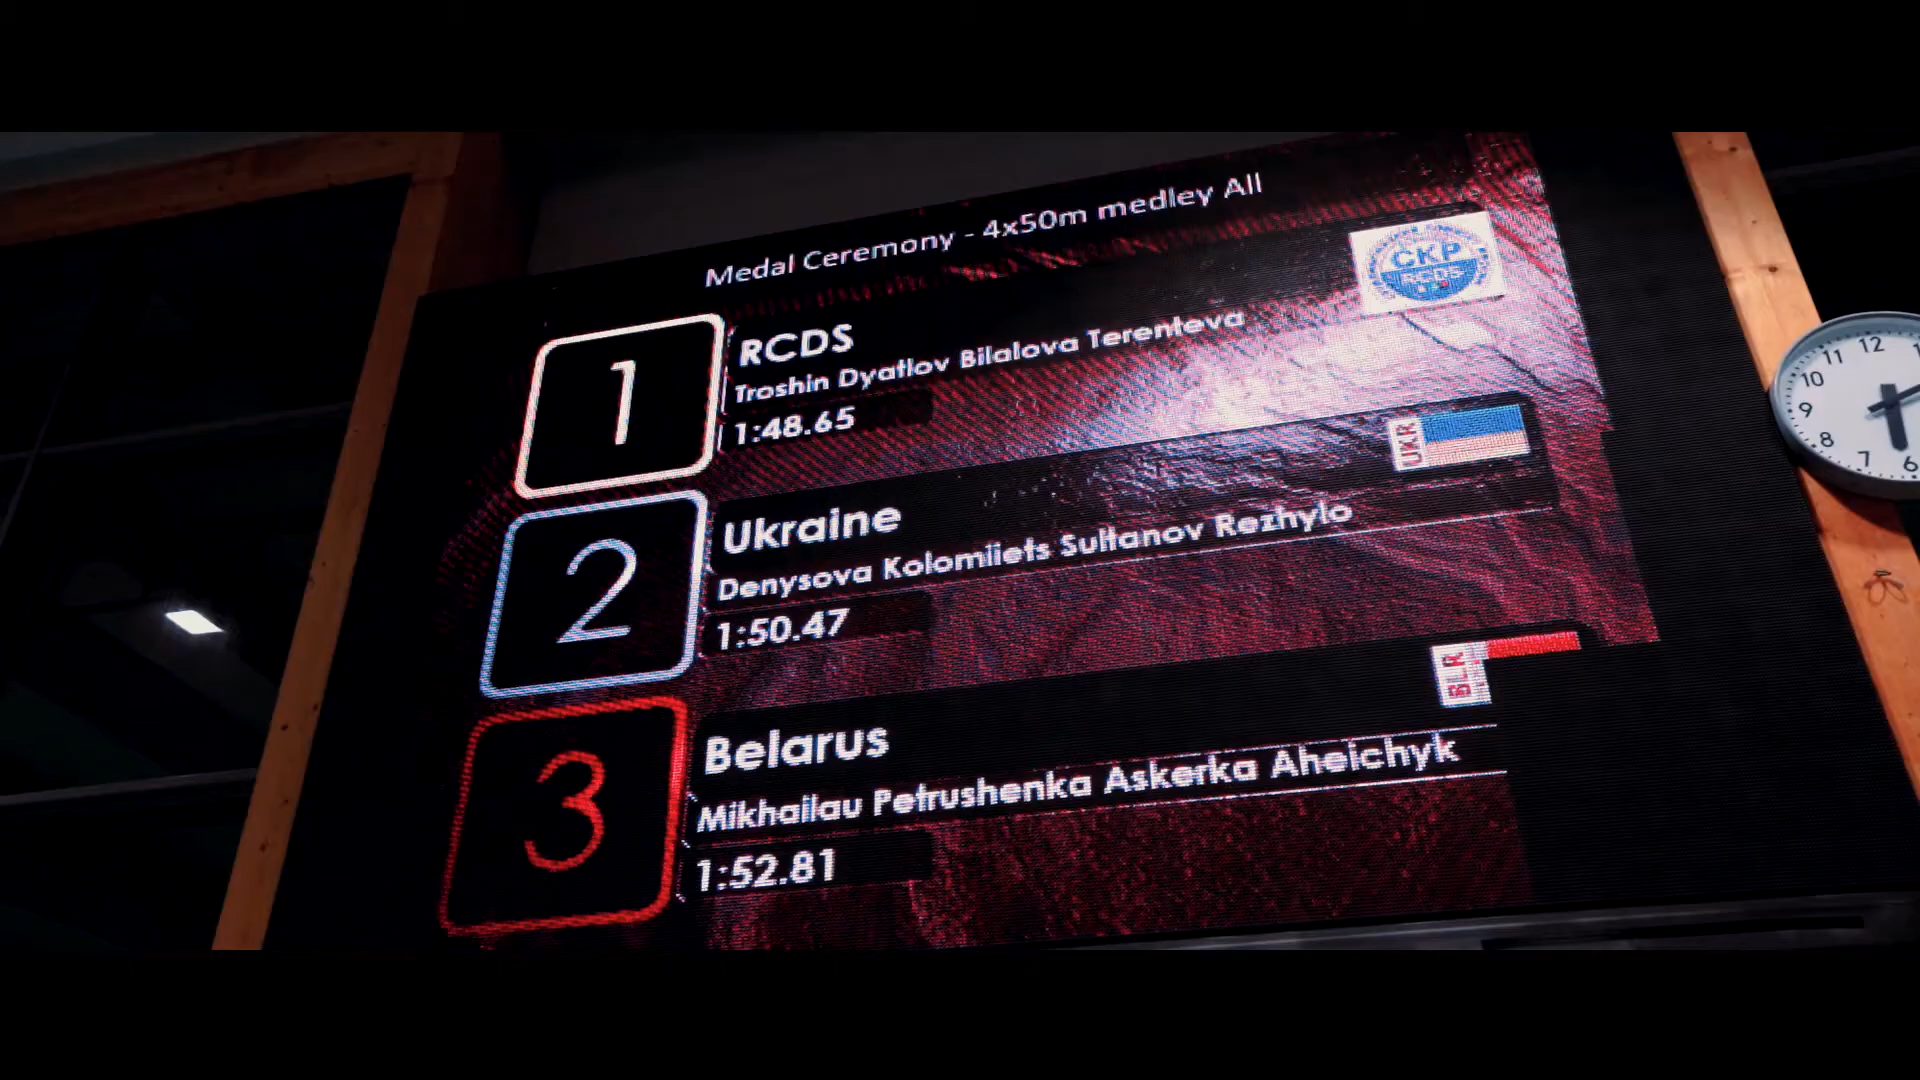 Medal Ceremony - 4x50m medley All
1
RCDS
Troshin Dyatlov Bilalova Terenteva
1:48.65
СКР
RCDS
2
Ukraine
Denysova Kolomiiets Sultanov Rezhylo
1:50.47
UKR
3
Belarus
Mikhailau Petrushenka Askerka Aheichyk
1:52.81
BLR
12
11
10
9
8
7
6